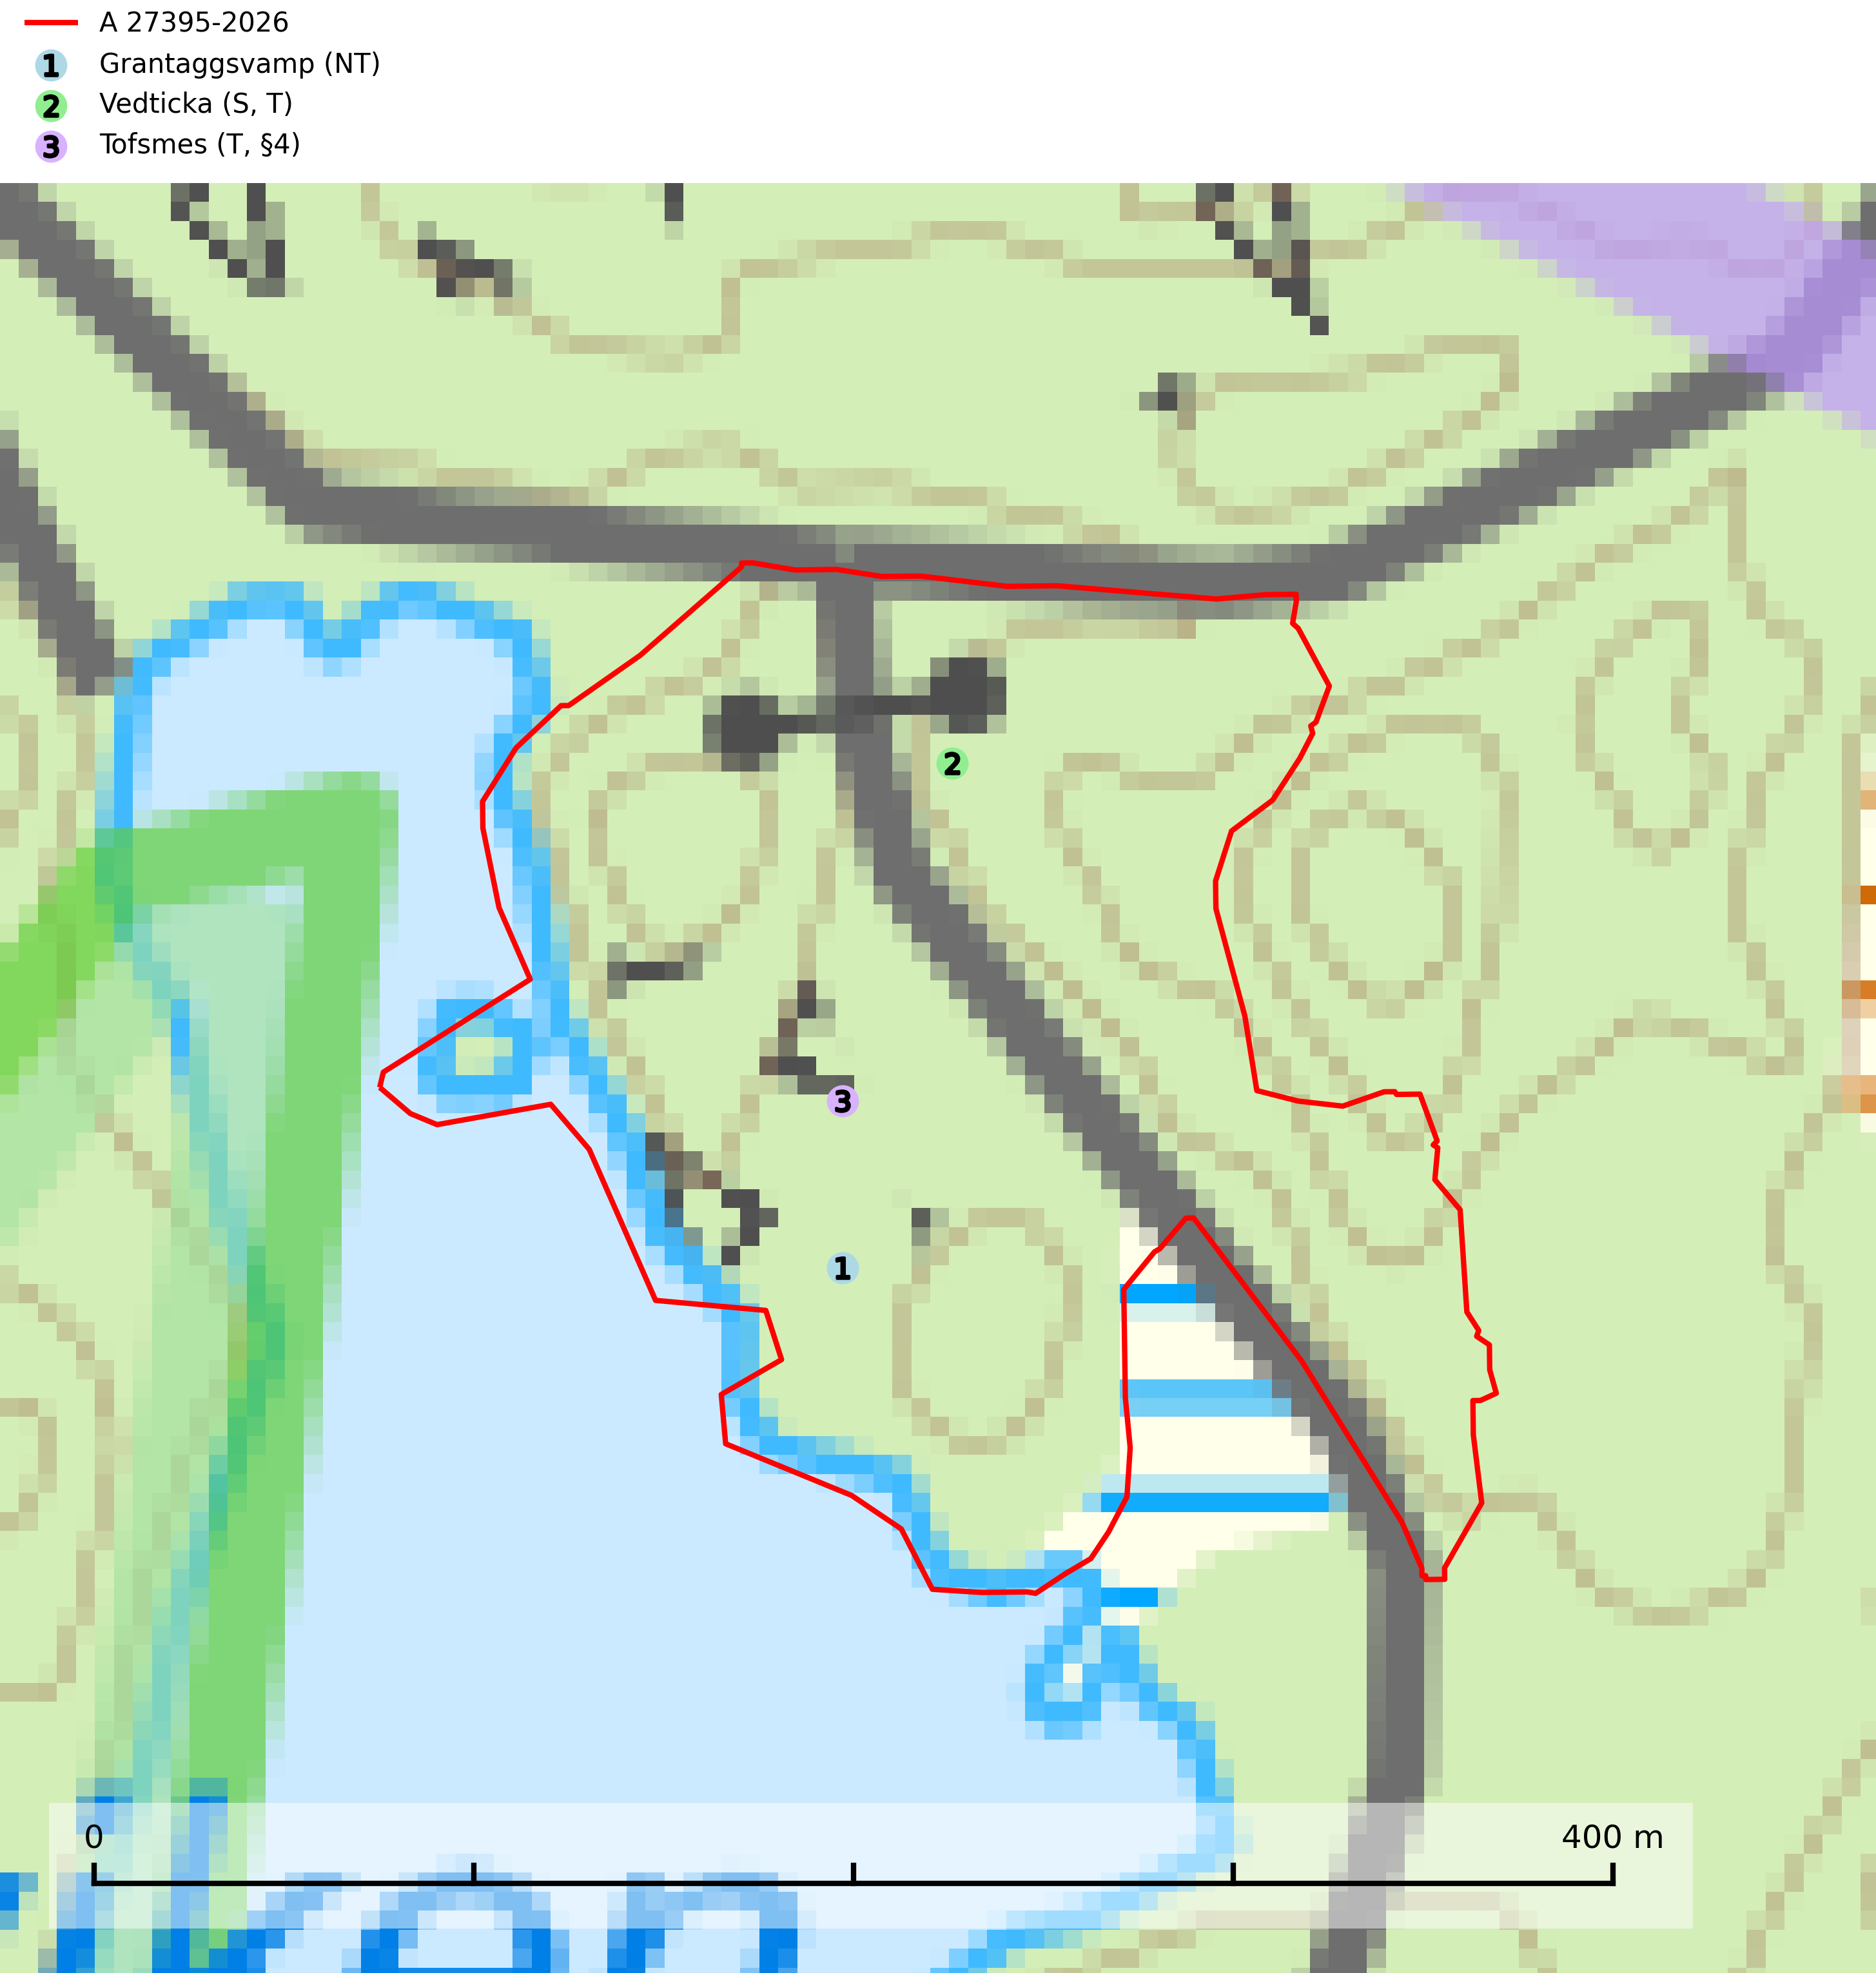 A 27395-2026
1 Grantaggsvamp (NT)
2 Vedticka (S, T)
3 Tofsmes (T, §4)
2
3
1
0 400 m